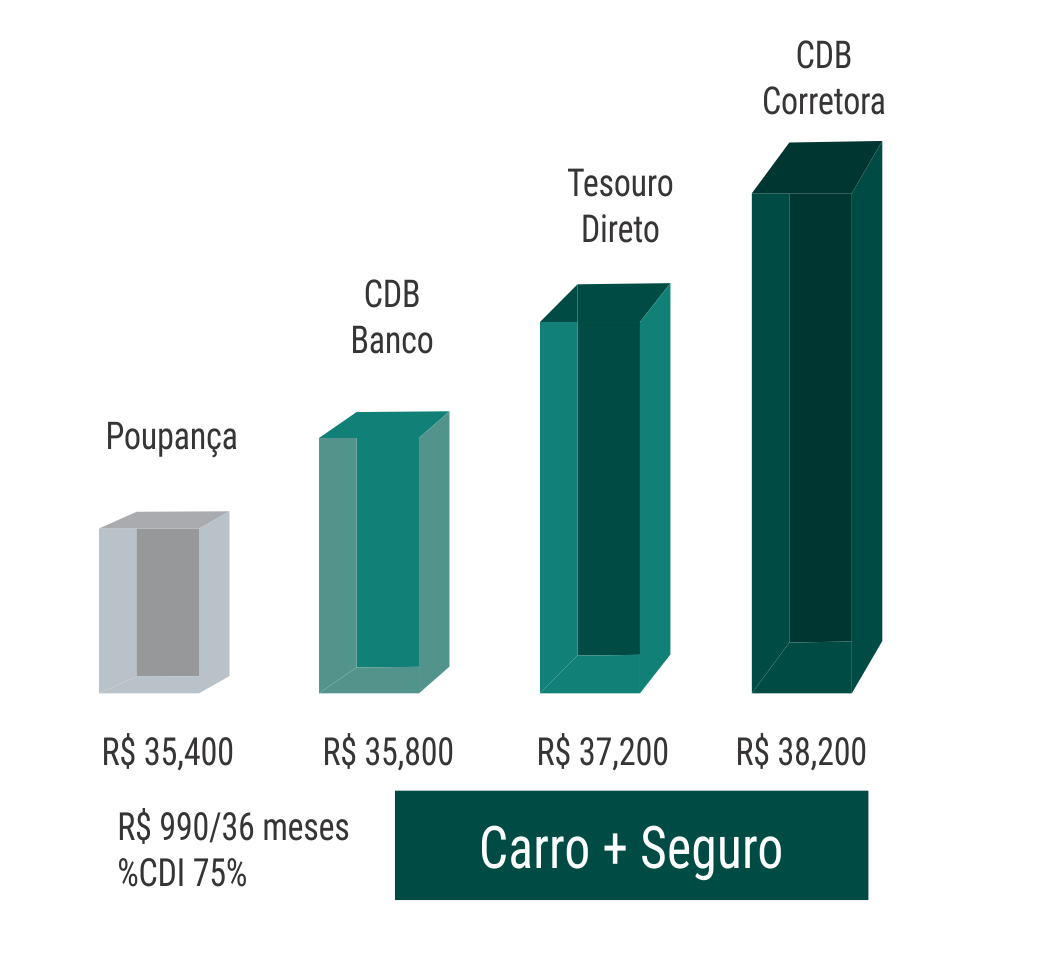 CDB
Corretora
Tesouro
Direto
CDB
Banco
Poupança
R$ 35,400
R$ 35,800
R$ 37,200
R$ 38,200
R$ 990/36 meses
%CDI 75%
Carro + Seguro